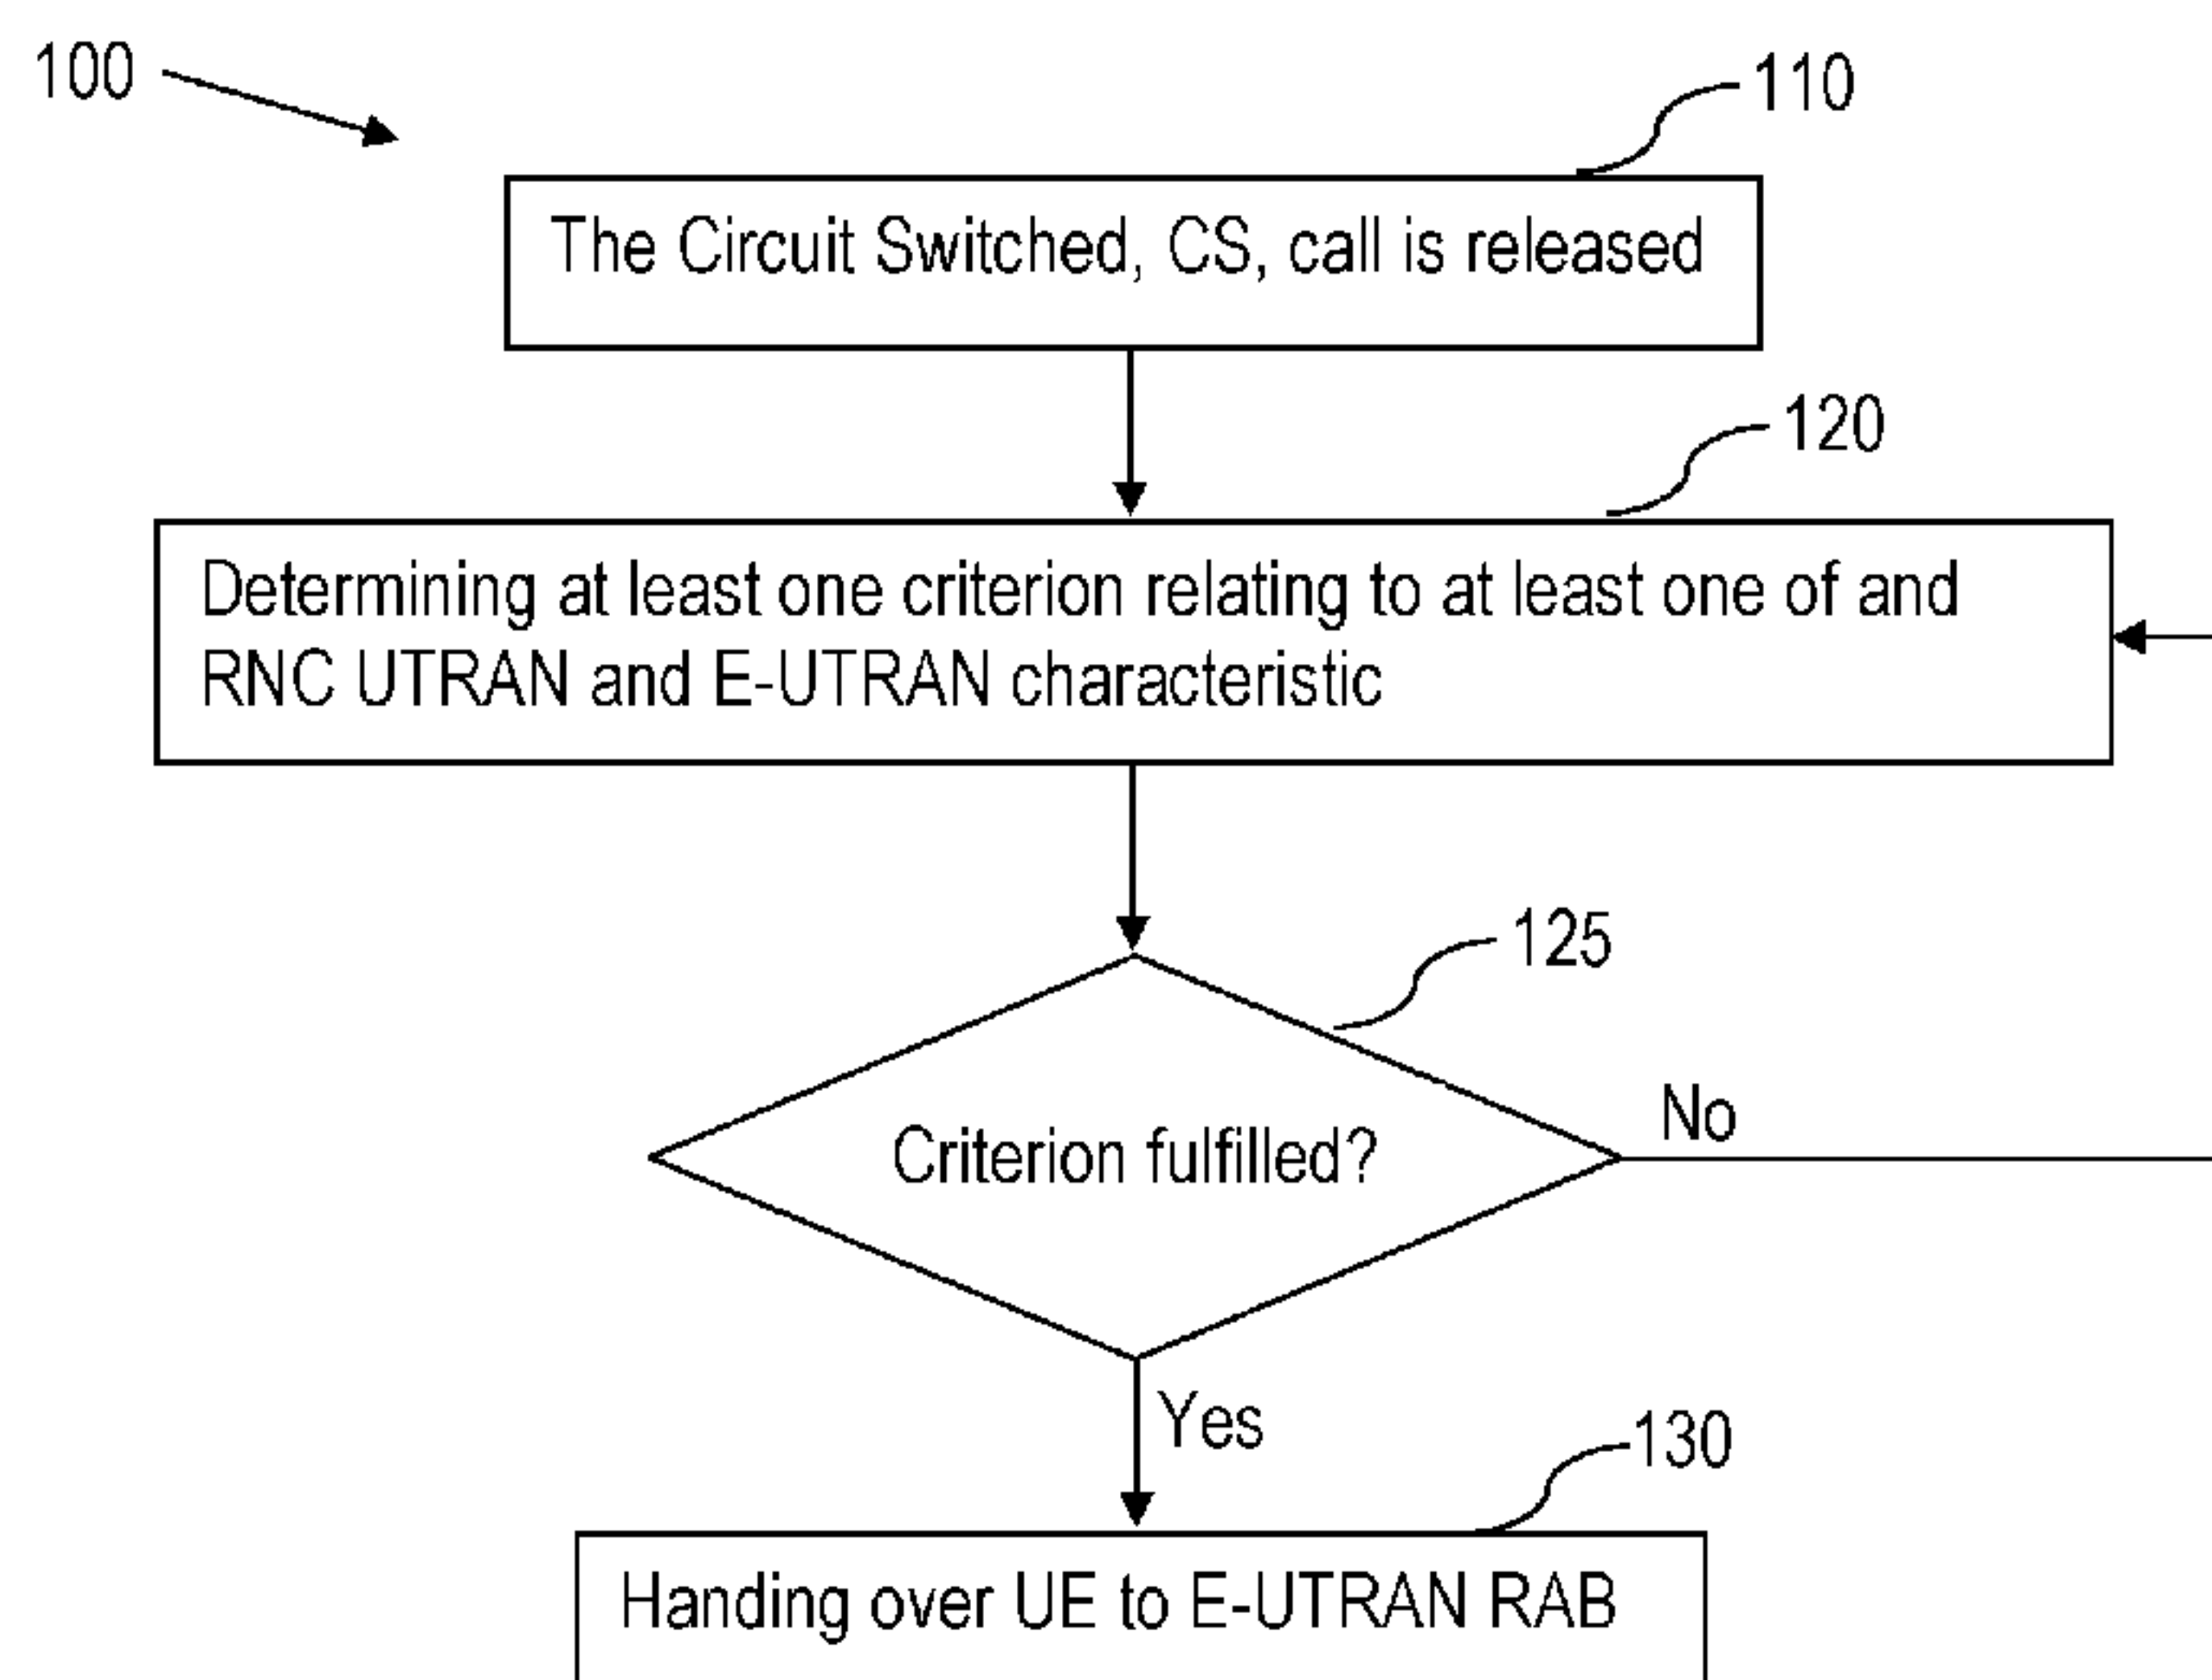 100
110
The Circuit Switched, CS, call is released
120
Determining at least one criterion relating to at least one of and
RNC UTRAN and E-UTRAN characteristic
125
Criterion fulfilled?
No
Yes
130
Handing over UE to E-UTRAN RAB